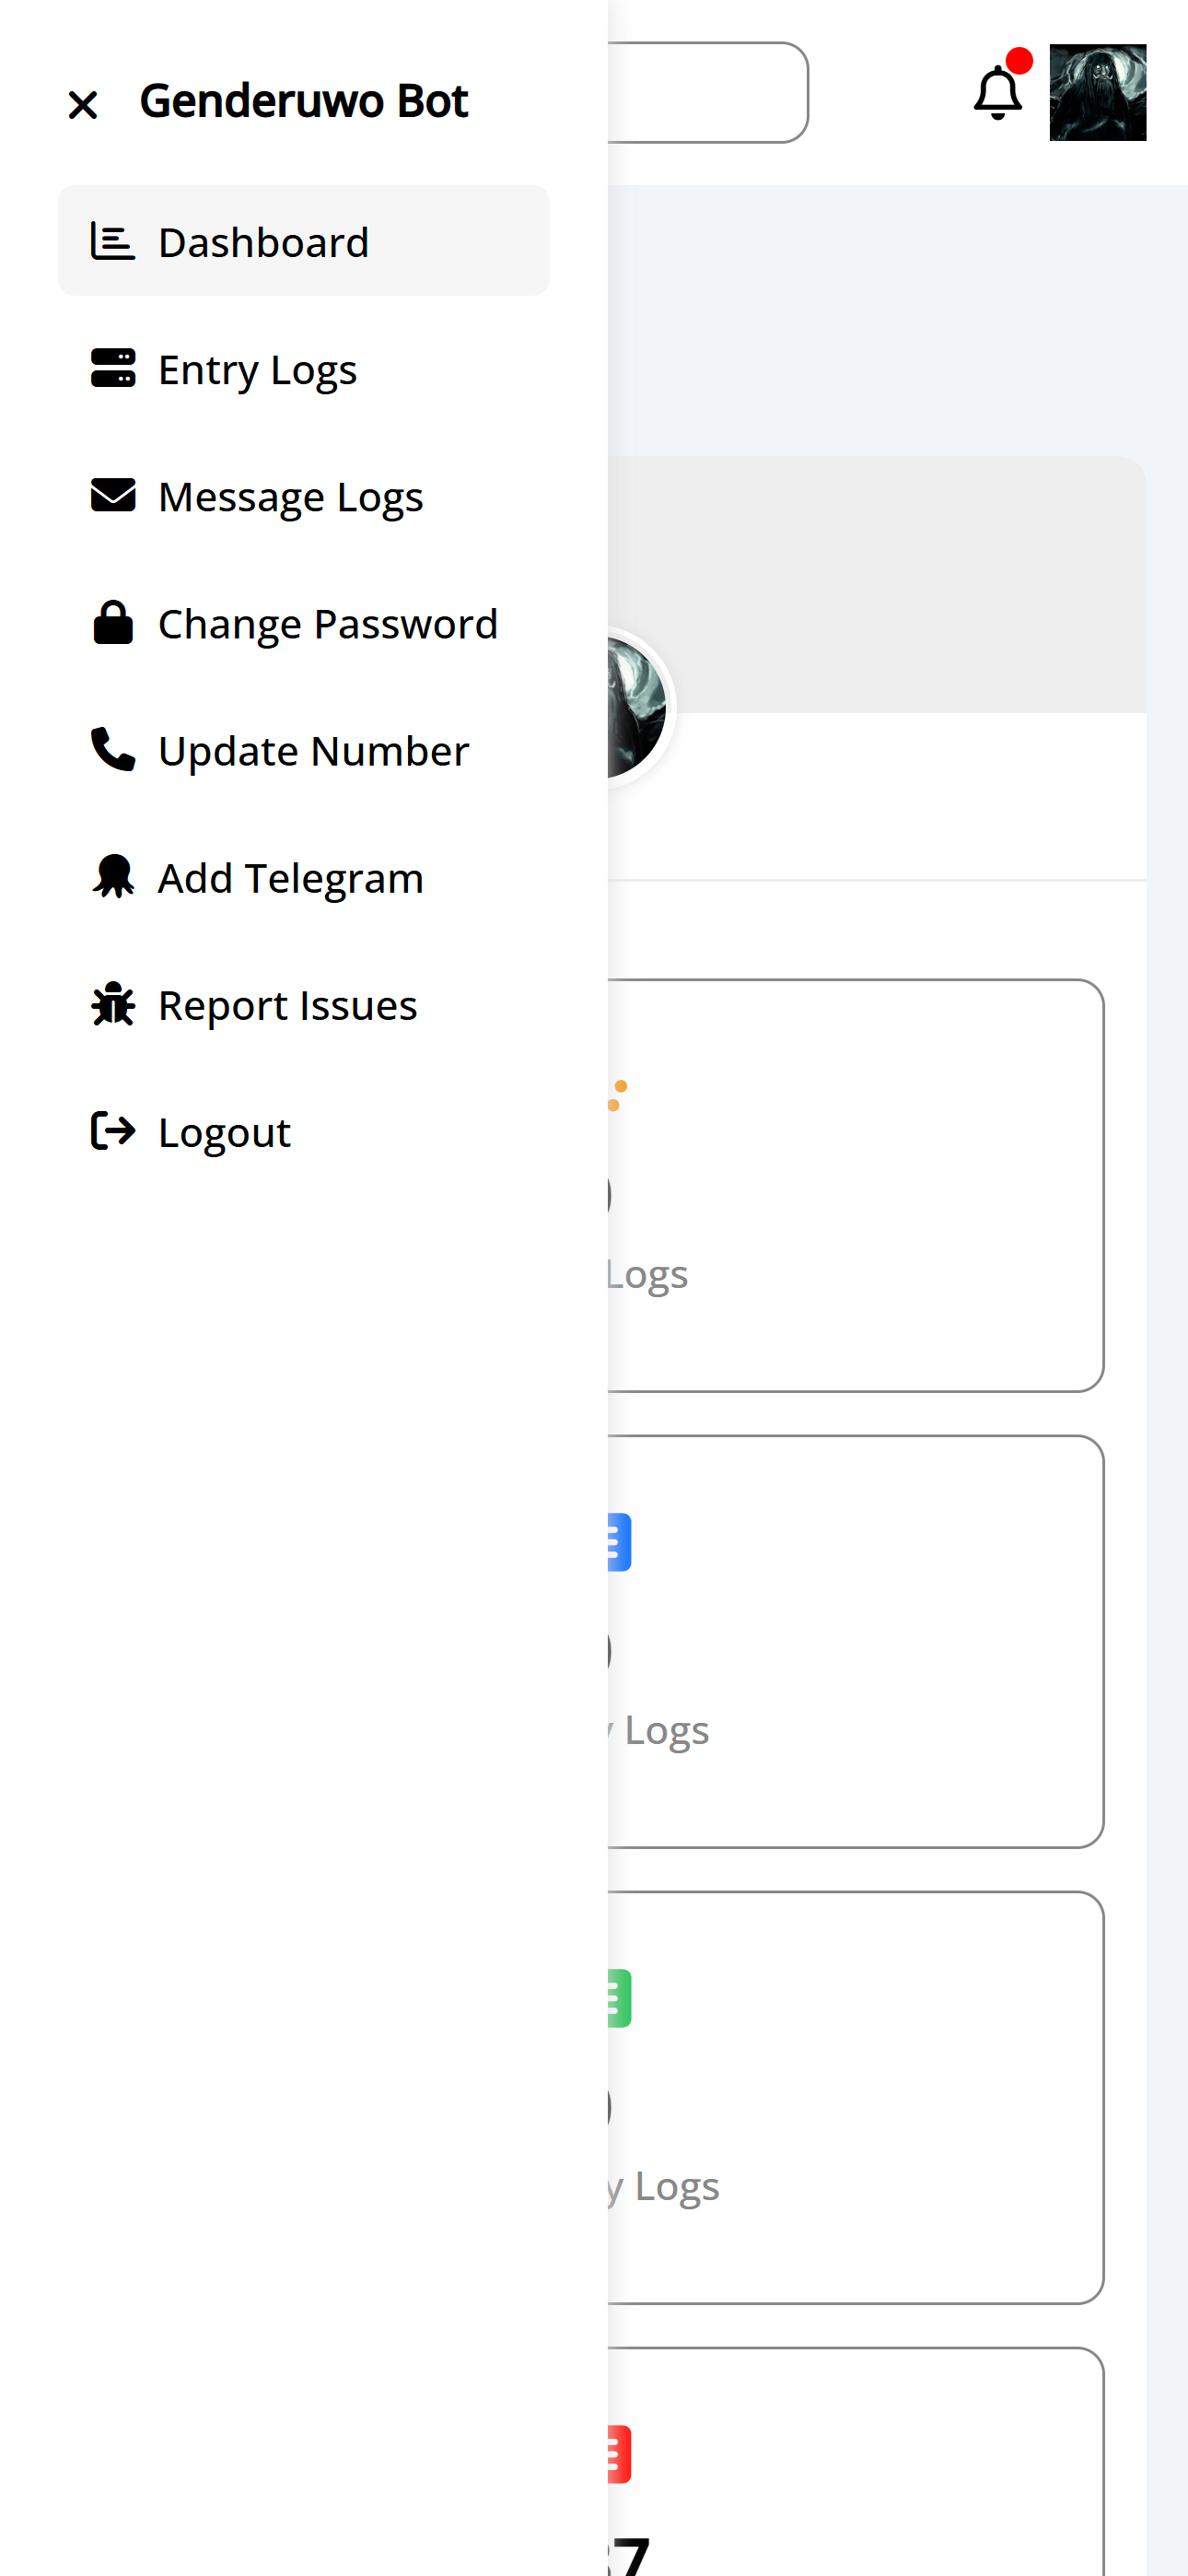 Genderuwo Bot
Dashboard
Entry Logs
Message Logs
Change Password
Update Number
Add Telegram
Report Issues
Logout
Logs
Logs
Logs